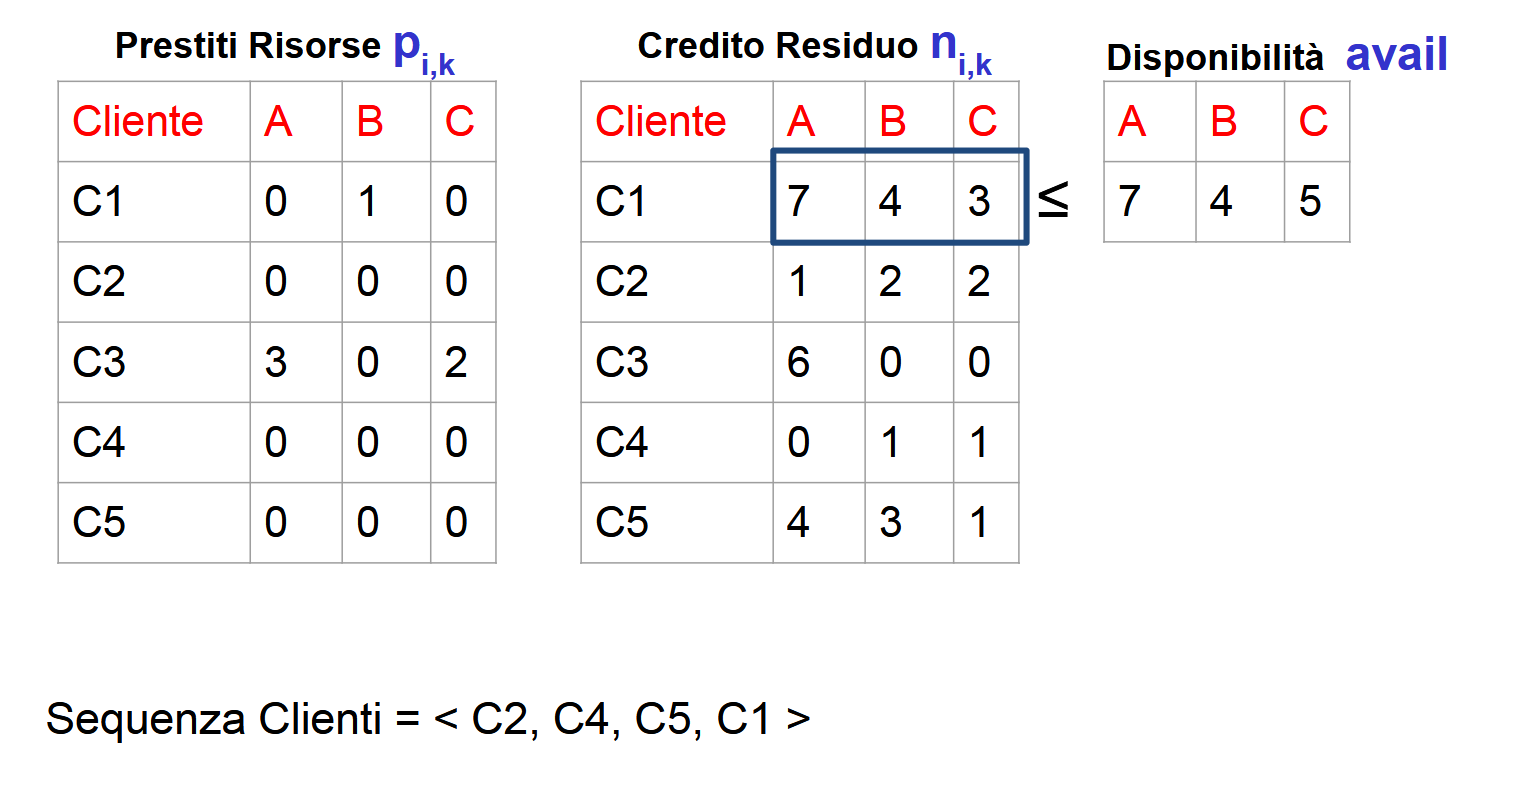 Prestiti Risorse pi,k
Credito Residuo ni,k
Disponibilità avail
Cliente A B C
C1 0 1 0
C2 0 0 0
C3 3 0 2
C4 0 0 0
C5 0 0 0
Cliente A B C
C1 7 4 3
C2 1 2 2
C3 6 0 0
C4 0 1 1
C5 4 3 1
≤
A B C
7 4 5
Sequenza Clienti = < C2, C4, C5, C1 >